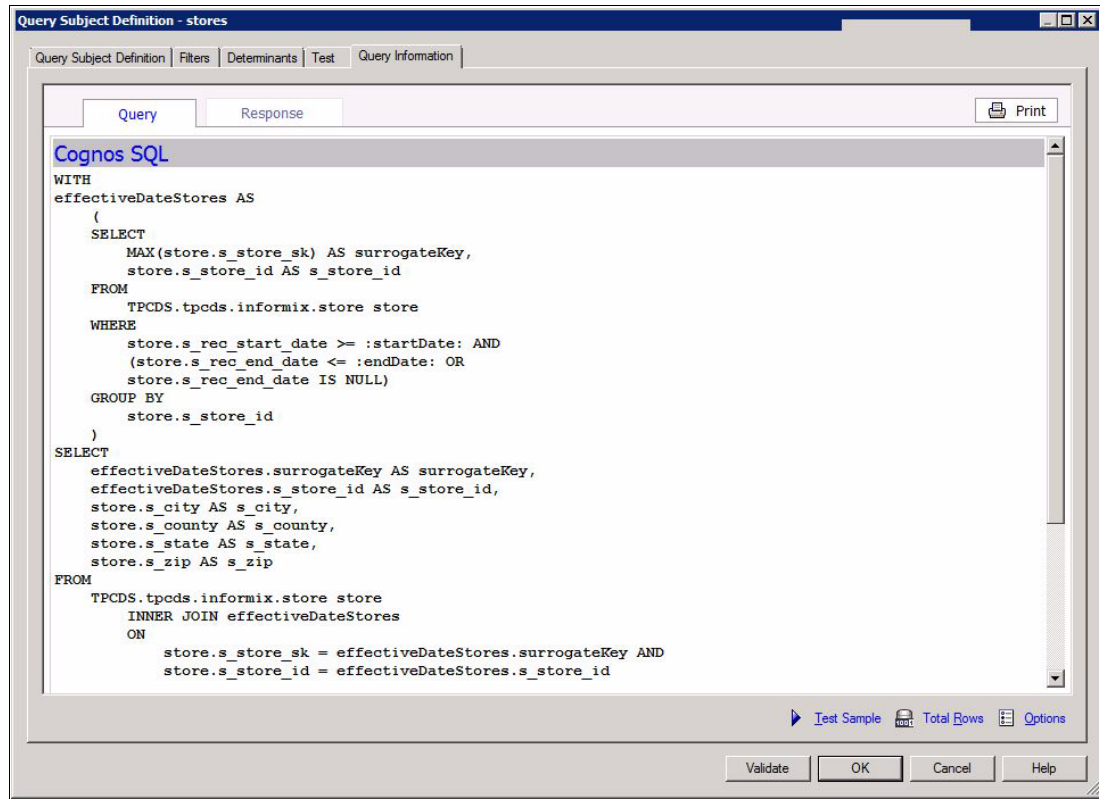 Query Subject Definition - stores
Query Subject Definition Filters Determinants Test Query Information
Query Response Print
Cognos SQL
WITH
effectiveDateStores AS
(
SELECT
MAX(store.s_store_sk) AS surrogateKey,
store.s_store_id AS s_store_id
FROM
TPCDS.tpcds.informix.store store
WHERE
store.s_rec_start_date >= :startDate: AND
(store.s_rec_end_date <= :endDate: OR
store.s_rec_end_date IS NULL)
GROUP BY
store.s_store_id
)
SELECT
effectiveDateStores.surrogateKey AS surrogateKey,
effectiveDateStores.s_store_id AS s_store_id,
store.s_city AS s_city,
store.s_county AS s_county,
store.s_state AS s_state,
store.s_zip AS s_zip
FROM
TPCDS.tpcds.informix.store store
INNER JOIN effectiveDateStores
ON
store.s_store_sk = effectiveDateStores.surrogateKey AND
store.s_store_id = effectiveDateStores.s_store_id
Test Sample Total Rows Options
Validate OK Cancel Help